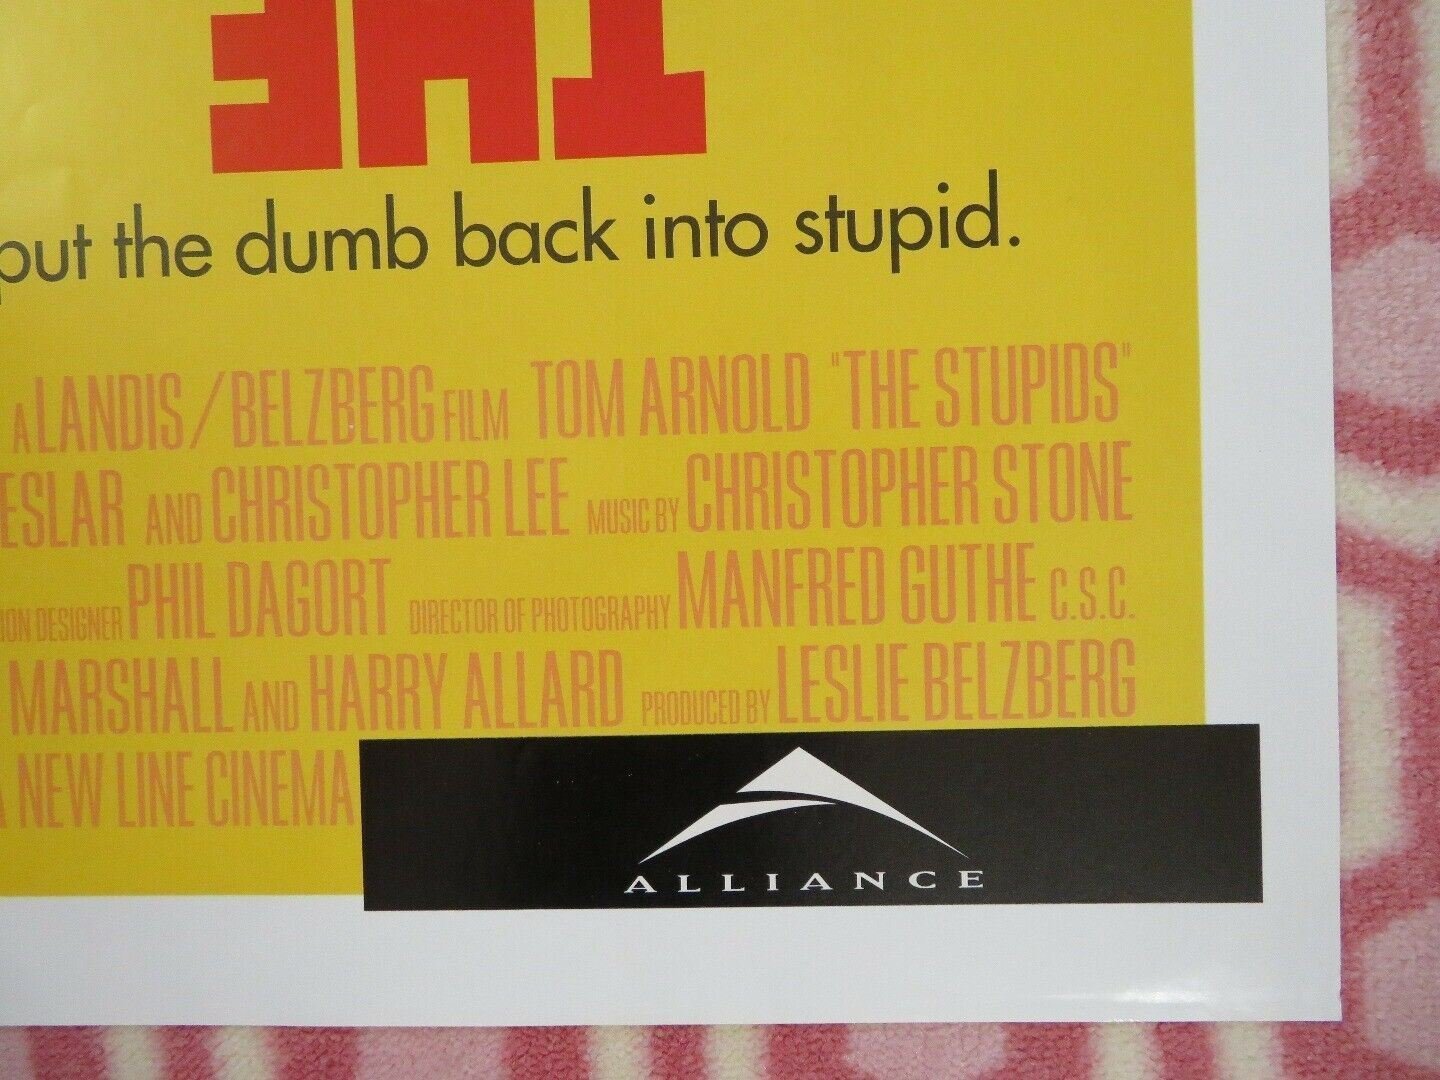 THE
put the dumb back into stupid.
A LANDIS/BELZBERG FILM TOM ARNOLD "THE STUPIDS"
AND CHRISTOPHER LEE MUSIC BY CHRISTOPHER STONE
DESIGNER PHIL DAGORT DIRECTOR OF PHOTOGRAPHY MANFRED GUTHE C.S.C.
MARSHALL AND HARRY ALLARD PRODUCED BY LESLIE BELZBERG
NEW LINE CINEMA
ALLIANCE